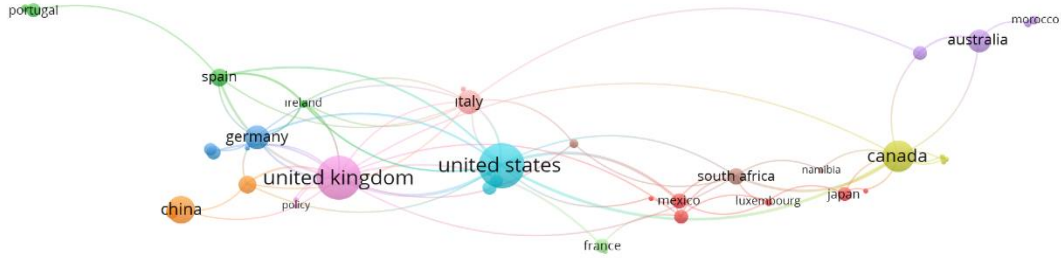 portugal
morocco
australia
spain
ireland
italy
germany
canada
united states
namibia
united kingdom
south africa
japan
mexico
luxembourg
policy
china
france